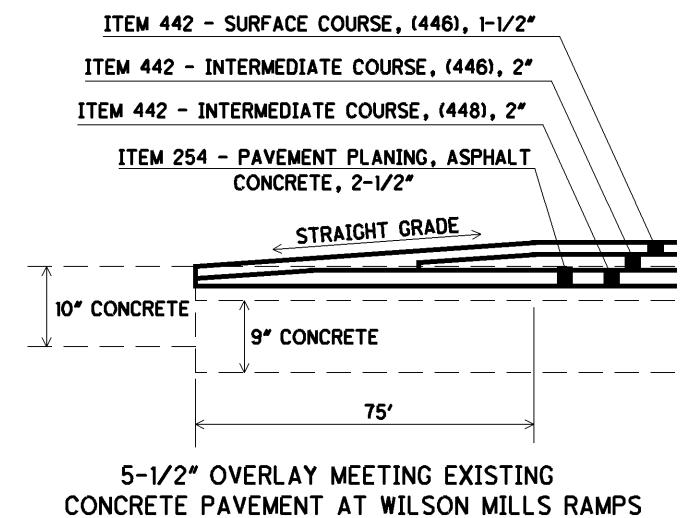 ITEM 442 - SURFACE COURSE, (446), 1-1/2"
ITEM 442 - INTERMEDIATE COURSE, (446), 2"
ITEM 442 - INTERMEDIATE COURSE, (448), 2"
ITEM 254 - PAVEMENT PLANING, ASPHALT
CONCRETE, 2-1/2"
STRAIGHT GRADE
10" CONCRETE
9" CONCRETE
75'
5-1/2" OVERLAY MEETING EXISTING
CONCRETE PAVEMENT AT WILSON MILLS RAMPS